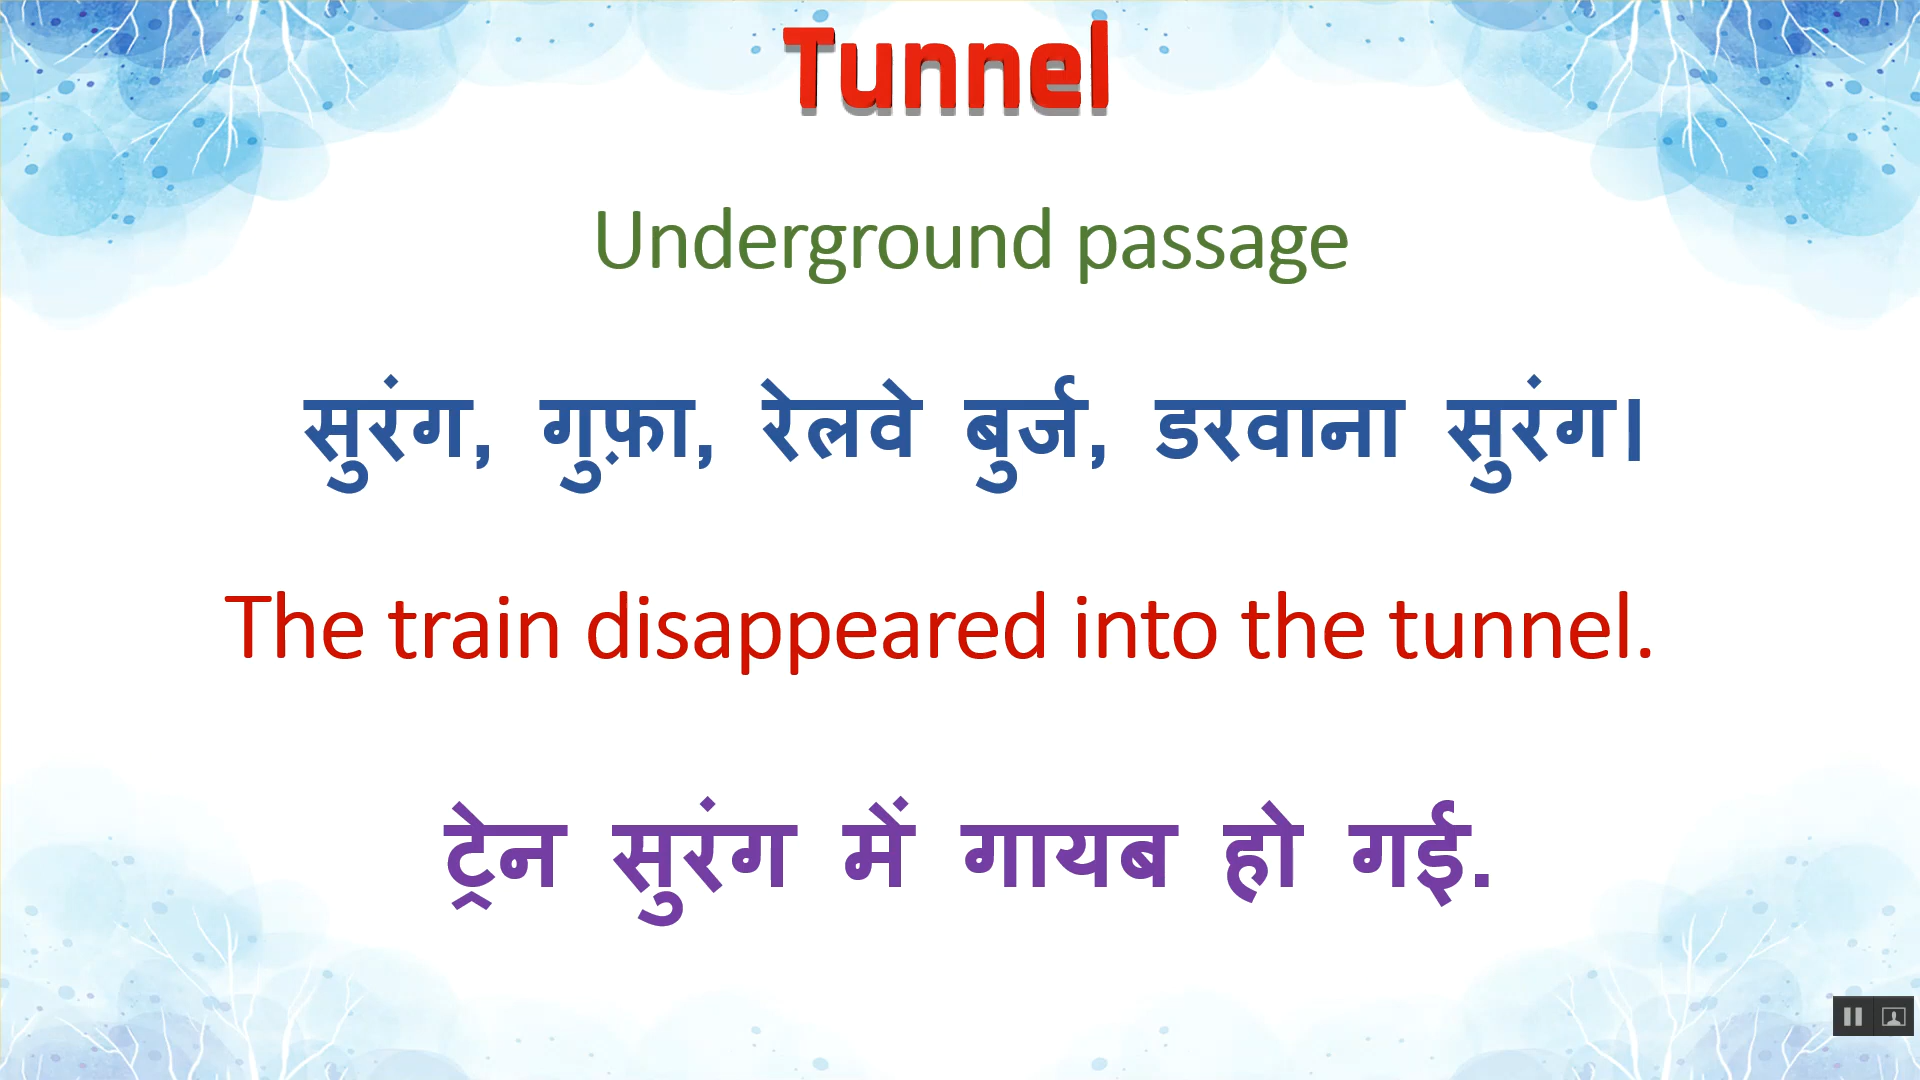 Tunnel
Underground passage
सुरंग, गुफ़ा, रेलवे बुर्ज, डरवाना सुरंग।
The train disappeared into the tunnel.
ट्रेन सुरंग में गायब हो गई.